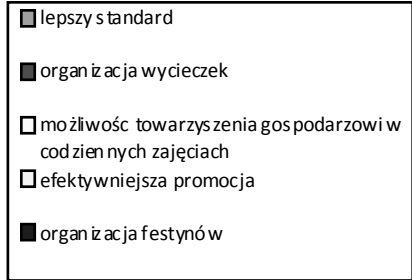 lepszy standard
organizacja wycieczek
możliwośc towarzyszenia gospodarzowi w
codziennych zajęciach
efektywniejsza promocja
organizacja festynów